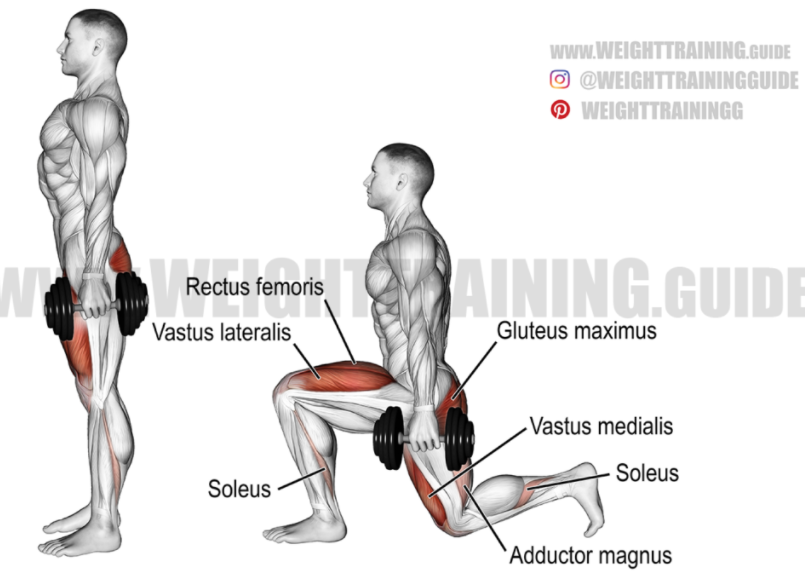 www.WEIGHTTRAINING.GUIDE
@WEIGHTTRAININGGUIDE
WEIGHTTRAININGG
WWW.WEIGHTTRAINING.GUIDE
Rectus femoris
Vastus lateralis
Gluteus maximus
Vastus medialis
Soleus
Soleus
Adductor magnus